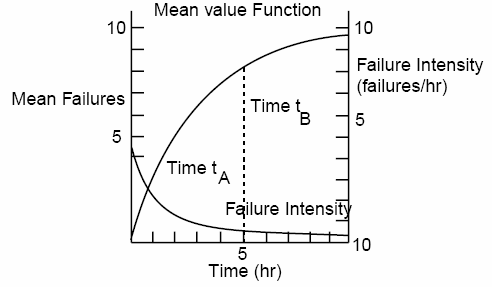 Mean value Function
10
10
Failure Intensity
(failures/hr)
Mean Failures
Time t B
5
5
Time t A
Failure Intensity
10
5
Time (hr)